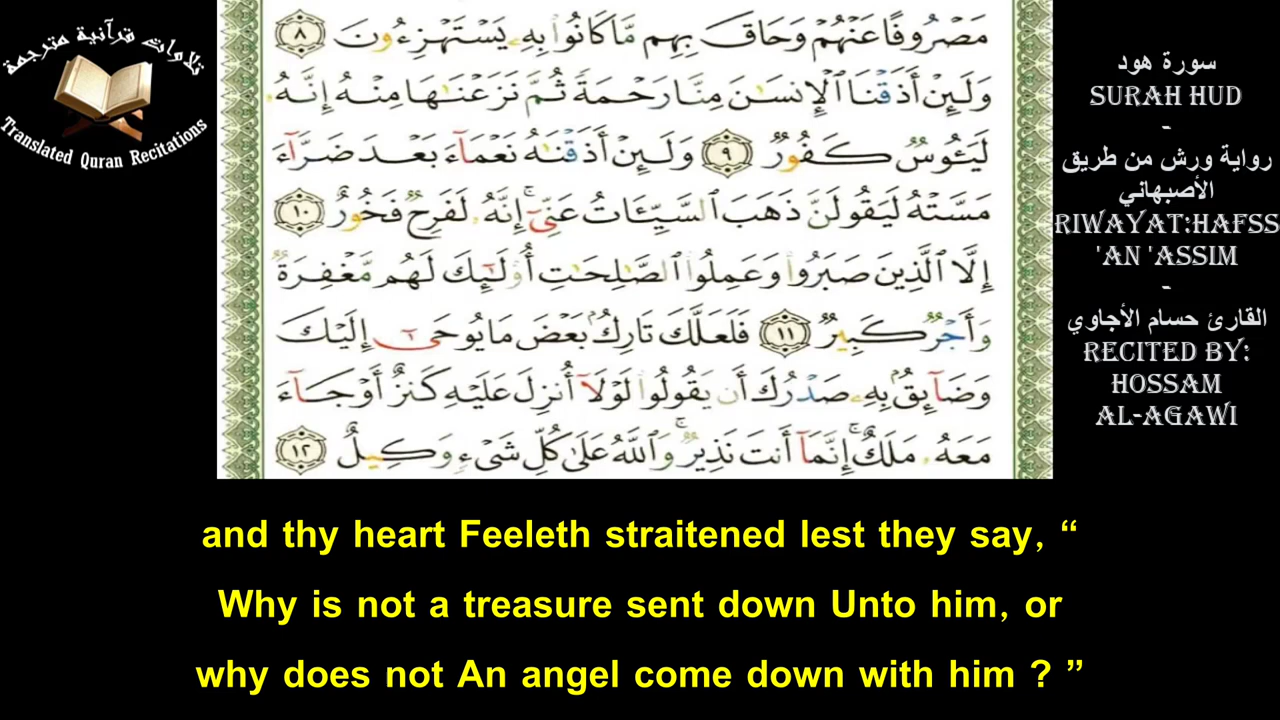 تلاوات قرآنية مترجمة
Translated Quran Recitations
مَصْرُوفًا عَنْهُمْ وَحَاقَ بِهِم مَّا كَانُوا۟ بِهِۦ يَسْتَهْزِءُونَ ٨
وَلَئِنْ أَذَقْنَا ٱلْإِنسَٰنَ مِنَّا رَحْمَةً ثُمَّ نَزَعْنَٰهَا مِنْهُ إِنَّهُۥ
لَيَـُٔوسٌ كَفُورٌ ٩ وَلَئِنْ أَذَقْنَٰهُ نَعْمَآءَ بَعْدَ ضَرَّآءَ
مَسَّتْهُ لَيَقُولَنَّ ذَهَبَ ٱلسَّيِّـَٔاتُ عَنِّىٓ ۚ إِنَّهُۥ لَفَرِحٌ فَخُورٌ ١٠
إِلَّا ٱلَّذِينَ صَبَرُوا۟ وَعَمِلُوا۟ ٱلصَّٰلِحَٰتِ أُو۟لَٰٓئِكَ لَهُم مَّغْفِرَةٌ
وَأَجْرٌ كَبِيرٌ ١١ فَلَعَلَّكَ تَارِكٌۢ بَعْضَ مَا يُوحَىٰٓ إِلَيْكَ
وَضَآئِقٌۢ بِهِۦ صَدْرُكَ أَن يَقُولُوا۟ لَوْلَآ أُنزِلَ عَلَيْهِ كَنزٌ أَوْ جَآءَ
مَعَهُۥ مَلَكٌ ۚ إِنَّمَآ أَنتَ نَذِيرٌ ۚ وَٱللَّهُ عَلَىٰ كُلِّ شَىْءٍ وَكِيلٌ ١٢
سورة هود
SURAH HUD
-
رواية ورش من طريق
الأصبهاني
RIWAYAT:HAFSS
'AN 'ASSIM
-
القارئ حسام الأجاوي
RECITED BY:
HOSSAM
AL-AGAWI
and thy heart Feeleth straitened lest they say, “
Why is not a treasure sent down Unto him, or
why does not An angel come down with him ? ”